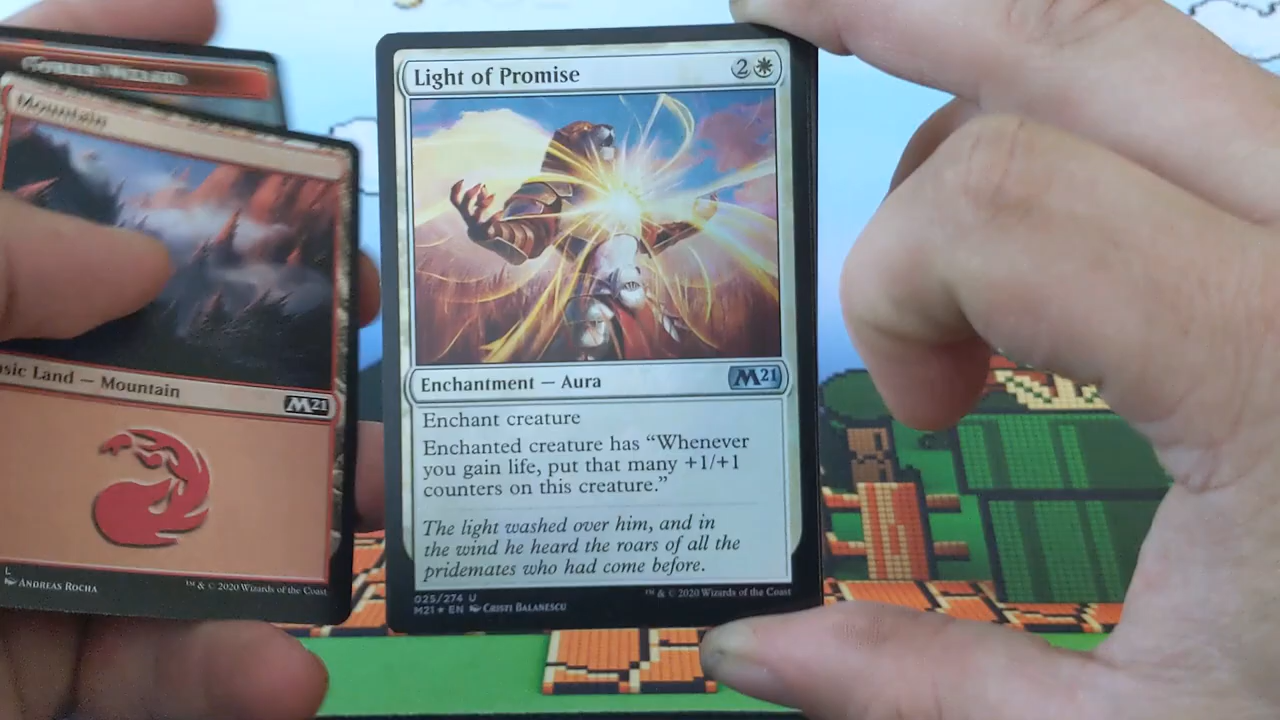 Mountain
Basic Land — Mountain
M21
L
ANDREAS ROCHA
™ & © 2020 Wizards of the Coast
Light of Promise
2
Enchantment — Aura
M21
Enchant creature
Enchanted creature has “Whenever
you gain life, put that many +1/+1
counters on this creature.”
The light washed over him, and in
the wind he heard the roars of all the
pridemates who had come before.
025/274 U
M21 ★ EN CRISTI BALANESCU
™ & © 2020 Wizards of the Coast